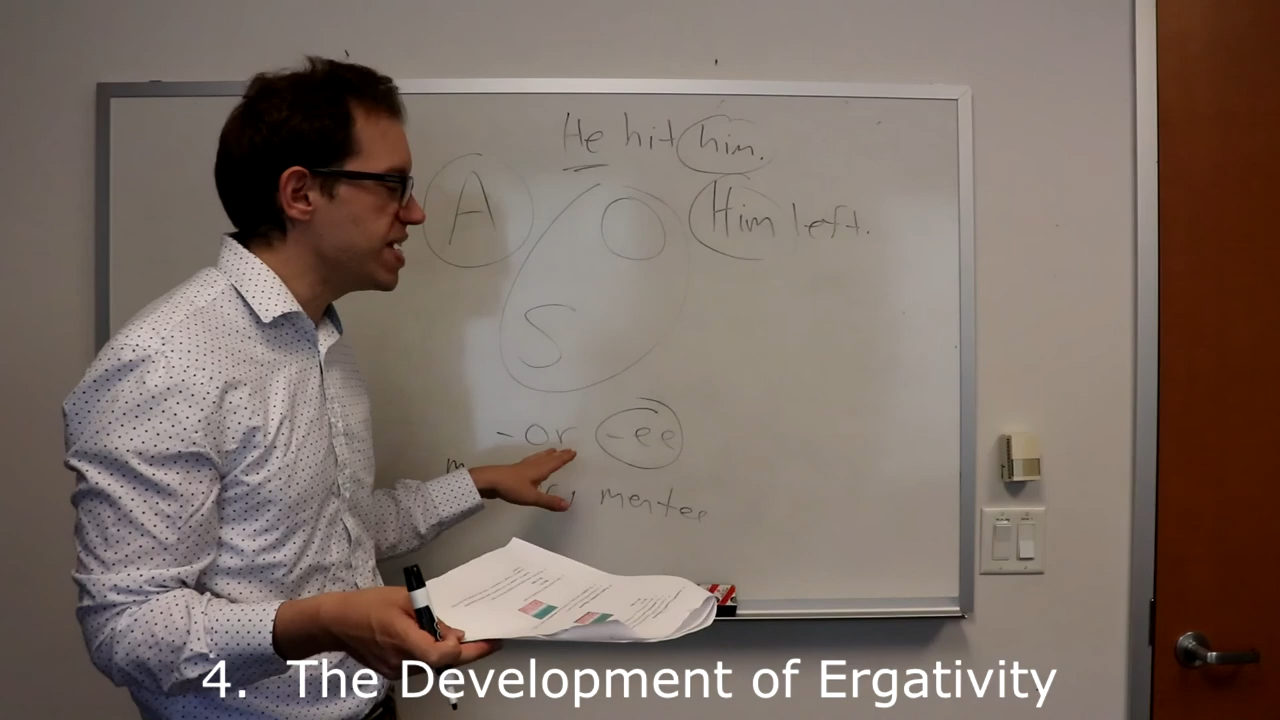 He hit him.
A O Him left.
S
-or -ee
mentee
4. The Development of Ergativity